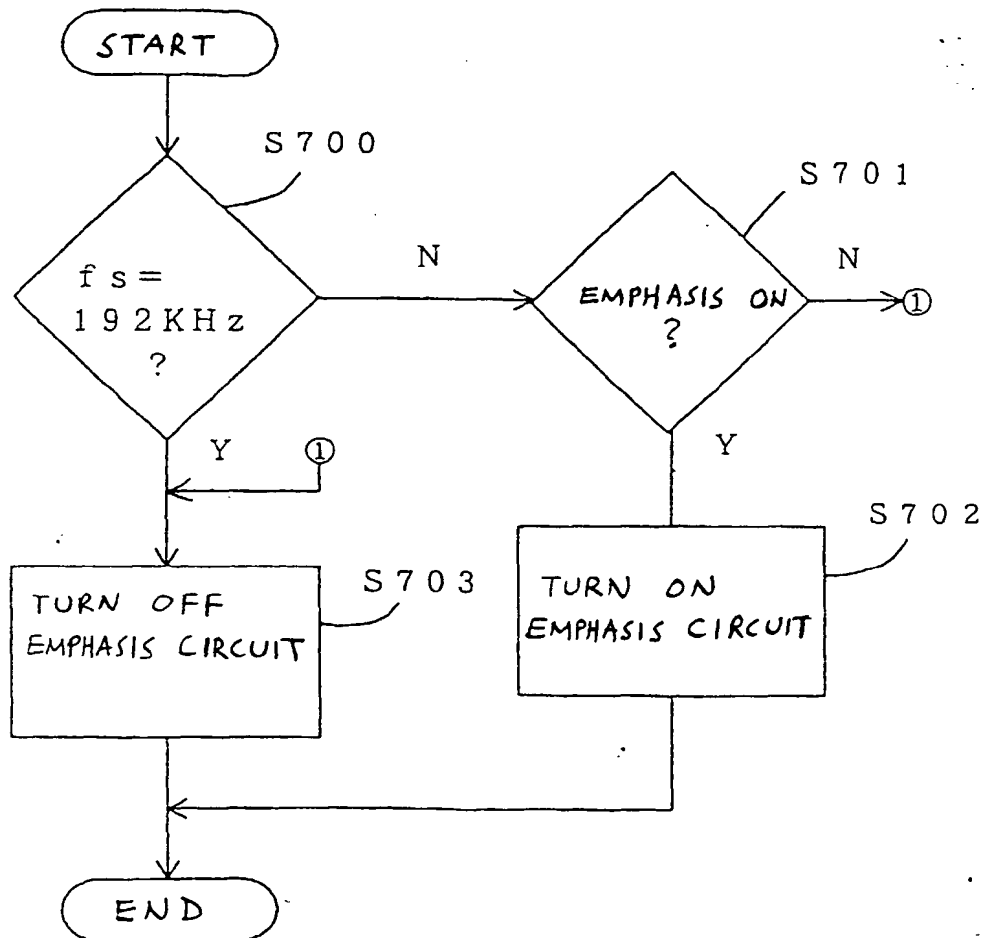 START
S700
S701
fs=
192KHz
?
N
EMPHASIS ON
?
N
①
Y
①
Y
S702
S703
TURN OFF
EMPHASIS CIRCUIT
TURN ON
EMPHASIS CIRCUIT
END